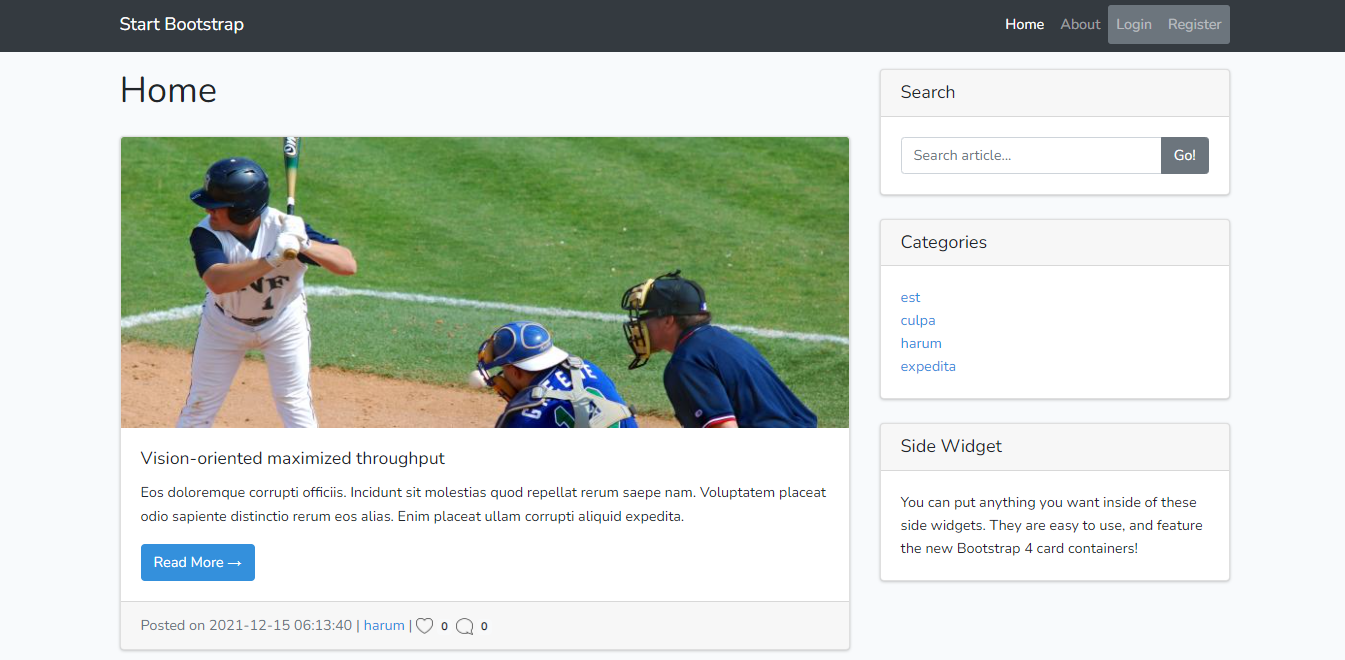 Start Bootstrap
Home About Login Register
Home
Vision-oriented maximized throughput
Eos doloremque corrupti officiis. Incidunt sit molestias quod repellat rerum saepe nam. Voluptatem placeat
odio sapiente distinctio rerum eos alias. Enim placeat ullam corrupti aliquid expedita.
Read More →
Posted on 2021-12-15 06:13:40 | harum | 0 0
Search
Search article...
Go!
Categories
est
culpa
harum
expedita
Side Widget
You can put anything you want inside of these
side widgets. They are easy to use, and feature
the new Bootstrap 4 card containers!